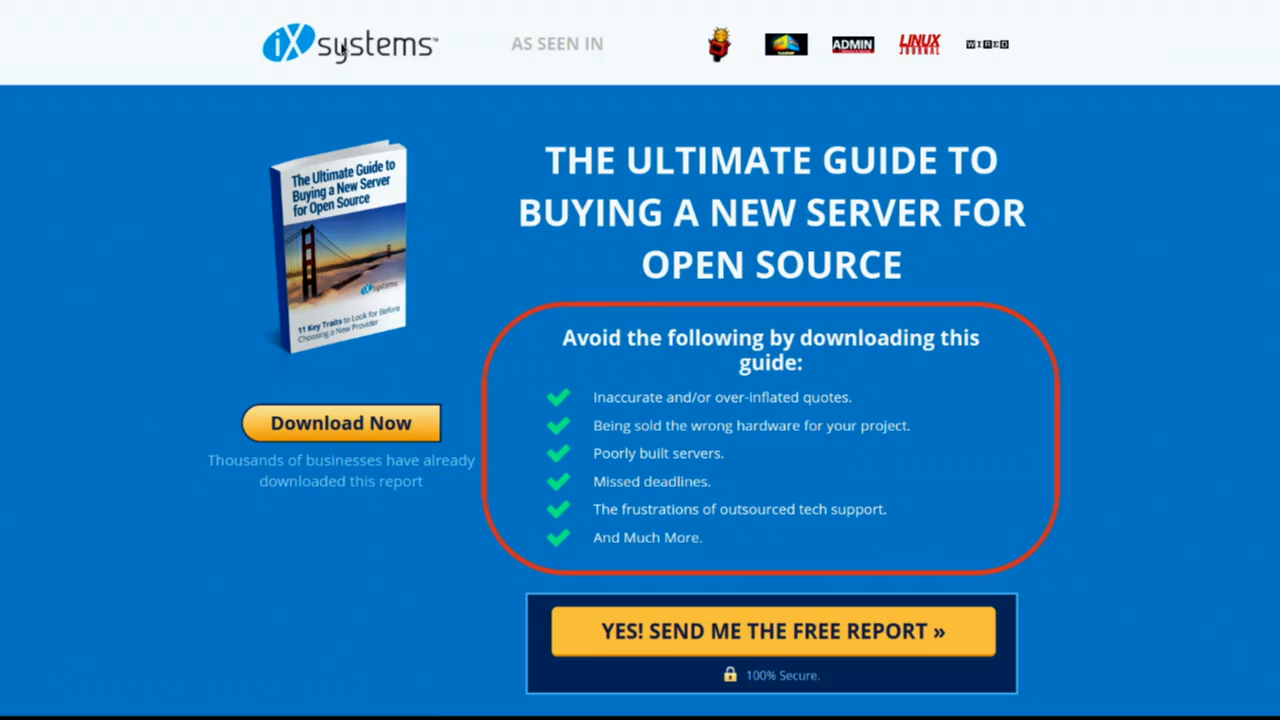 iXsystems™
AS SEEN IN
ADMIN
LINUX
JOURNAL
WIRED
The Ultimate Guide to
Buying a New Server
for Open Source
iXsystems
11 Key Traits to Look for Before
Choosing a New Provider
Download Now
Thousands of businesses have already
downloaded this report
THE ULTIMATE GUIDE TO
BUYING A NEW SERVER FOR
OPEN SOURCE
Avoid the following by downloading this
guide:
Inaccurate and/or over-inflated quotes.
Being sold the wrong hardware for your project.
Poorly built servers.
Missed deadlines.
The frustrations of outsourced tech support.
And Much More.
YES! SEND ME THE FREE REPORT »
100% Secure.